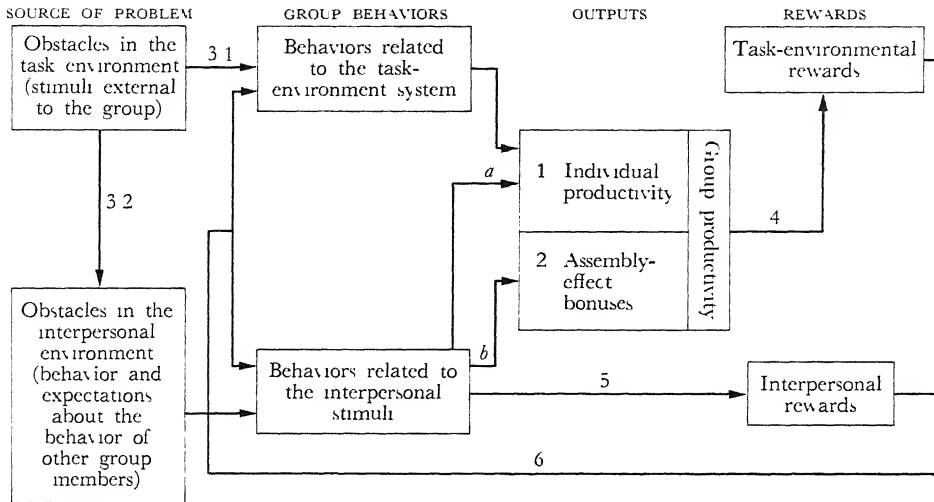 SOURCE OF PROBLEM
GROUP BEHAVIORS
OUTPUTS
REWARDS
Obstacles in the
task environment
(stimuli external
to the group)
3 1
Behaviors related
to the task-
environment system
Task-environmental
rewards
3 2
a
1 Individual
productivity
2 Assembly-
effect
bonuses
Group productivity
4
Obstacles in the
interpersonal
environment
(behavior and
expectations
about the
behavior of
other group
members)
b
Behaviors related to
the interpersonal
stimuli
5
Interpersonal
rewards
6